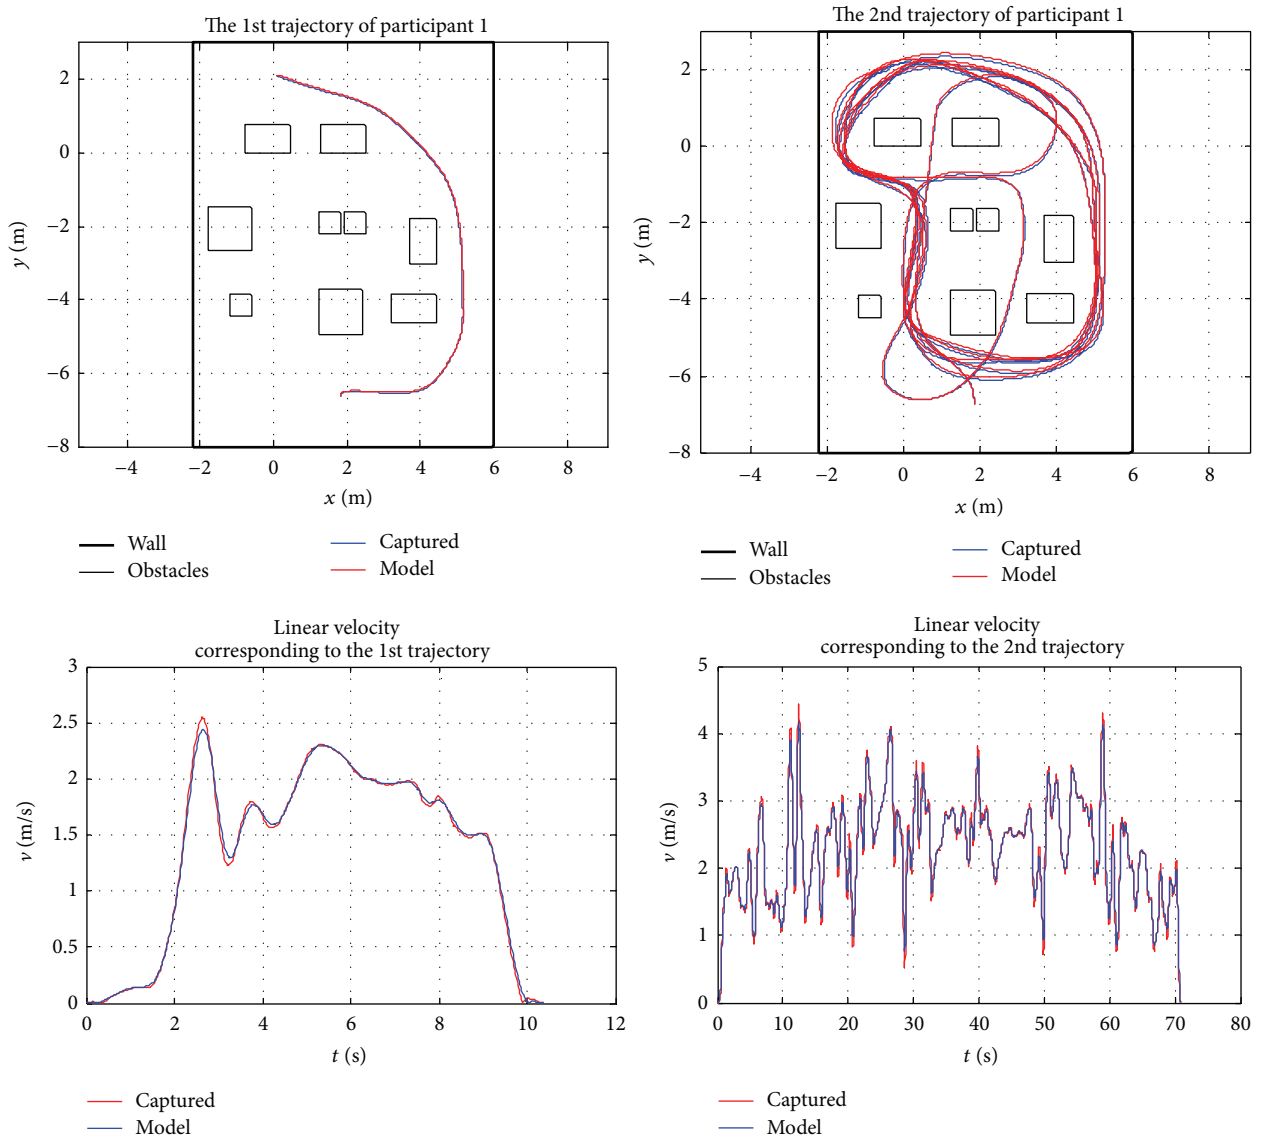 The 1st trajectory of participant 1
2
0
−2
−4
−6
−8
y (m)
−4
−2
0
2
4
6
8
x (m)
Wall
Obstacles
Captured
Model
The 2nd trajectory of participant 1
2
0
−2
−4
−6
−8
y (m)
−4
−2
0
2
4
6
8
x (m)
Wall
Obstacles
Captured
Model
Linear velocity
corresponding to the 1st trajectory
3
2.5
2
1.5
1
0.5
0
v (m/s)
0
2
4
6
8
10
12
t (s)
Captured
Model
Linear velocity
corresponding to the 2nd trajectory
5
4
3
2
1
0
v (m/s)
0
10
20
30
40
50
60
70
80
t (s)
Captured
Model